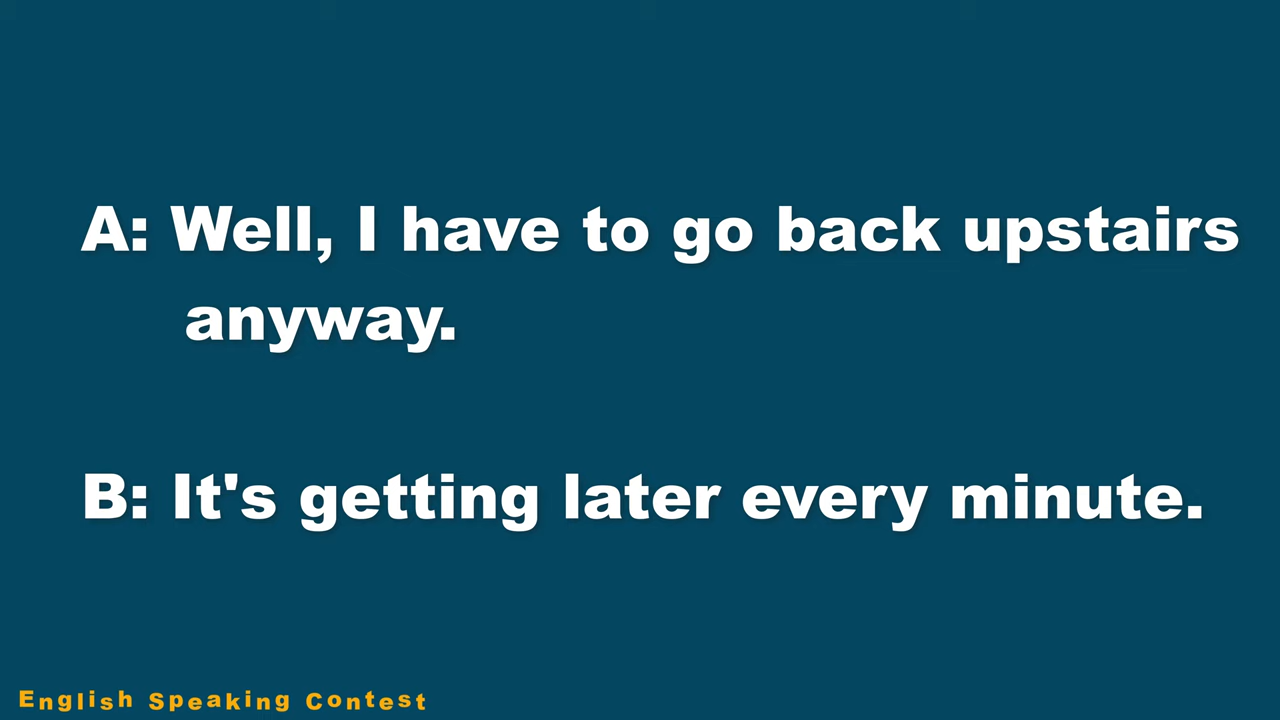 A: Well, I have to go back upstairs
anyway.
B: It's getting later every minute.
English Speaking Contest